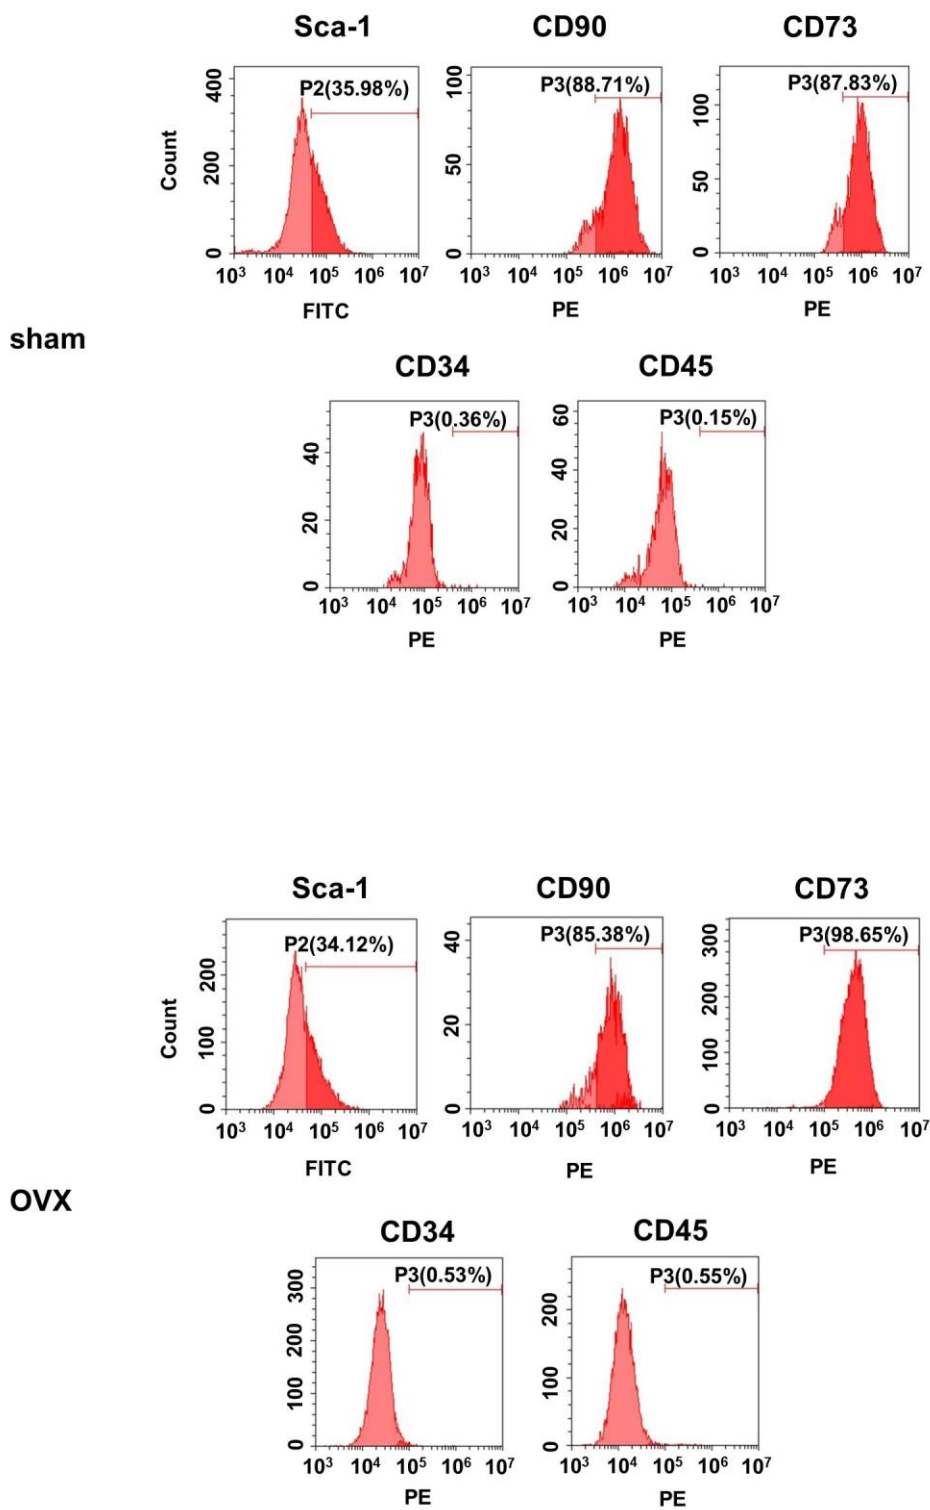 Sca-1 CD90 CD73
P2(35.98%) P3(88.71%) P3(87.83%)
Count
400
200
0
100
50
0
100
50
0
10³ 10⁴ 10⁵ 10⁶ 10⁷ 10³ 10⁴ 10⁵ 10⁶ 10⁷ 10³ 10⁴ 10⁵ 10⁶ 10⁷
FITC PE PE
sham
CD34 CD45
P3(0.36%) P3(0.15%)
40
20
0
60
40
20
0
10³ 10⁴ 10⁵ 10⁶ 10⁷ 10³ 10⁴ 10⁵ 10⁶ 10⁷
PE PE
Sca-1 CD90 CD73
P2(34.12%) P3(85.38%) P3(98.65%)
Count
200
100
0
40
20
0
300
200
100
0
10³ 10⁴ 10⁵ 10⁶ 10⁷ 10³ 10⁴ 10⁵ 10⁶ 10⁷ 10³ 10⁴ 10⁵ 10⁶ 10⁷
FITC PE PE
OVX
CD34 CD45
P3(0.53%) P3(0.55%)
300
200
100
0
200
100
0
10³ 10⁴ 10⁵ 10⁶ 10⁷ 10³ 10⁴ 10⁵ 10⁶ 10⁷
PE PE